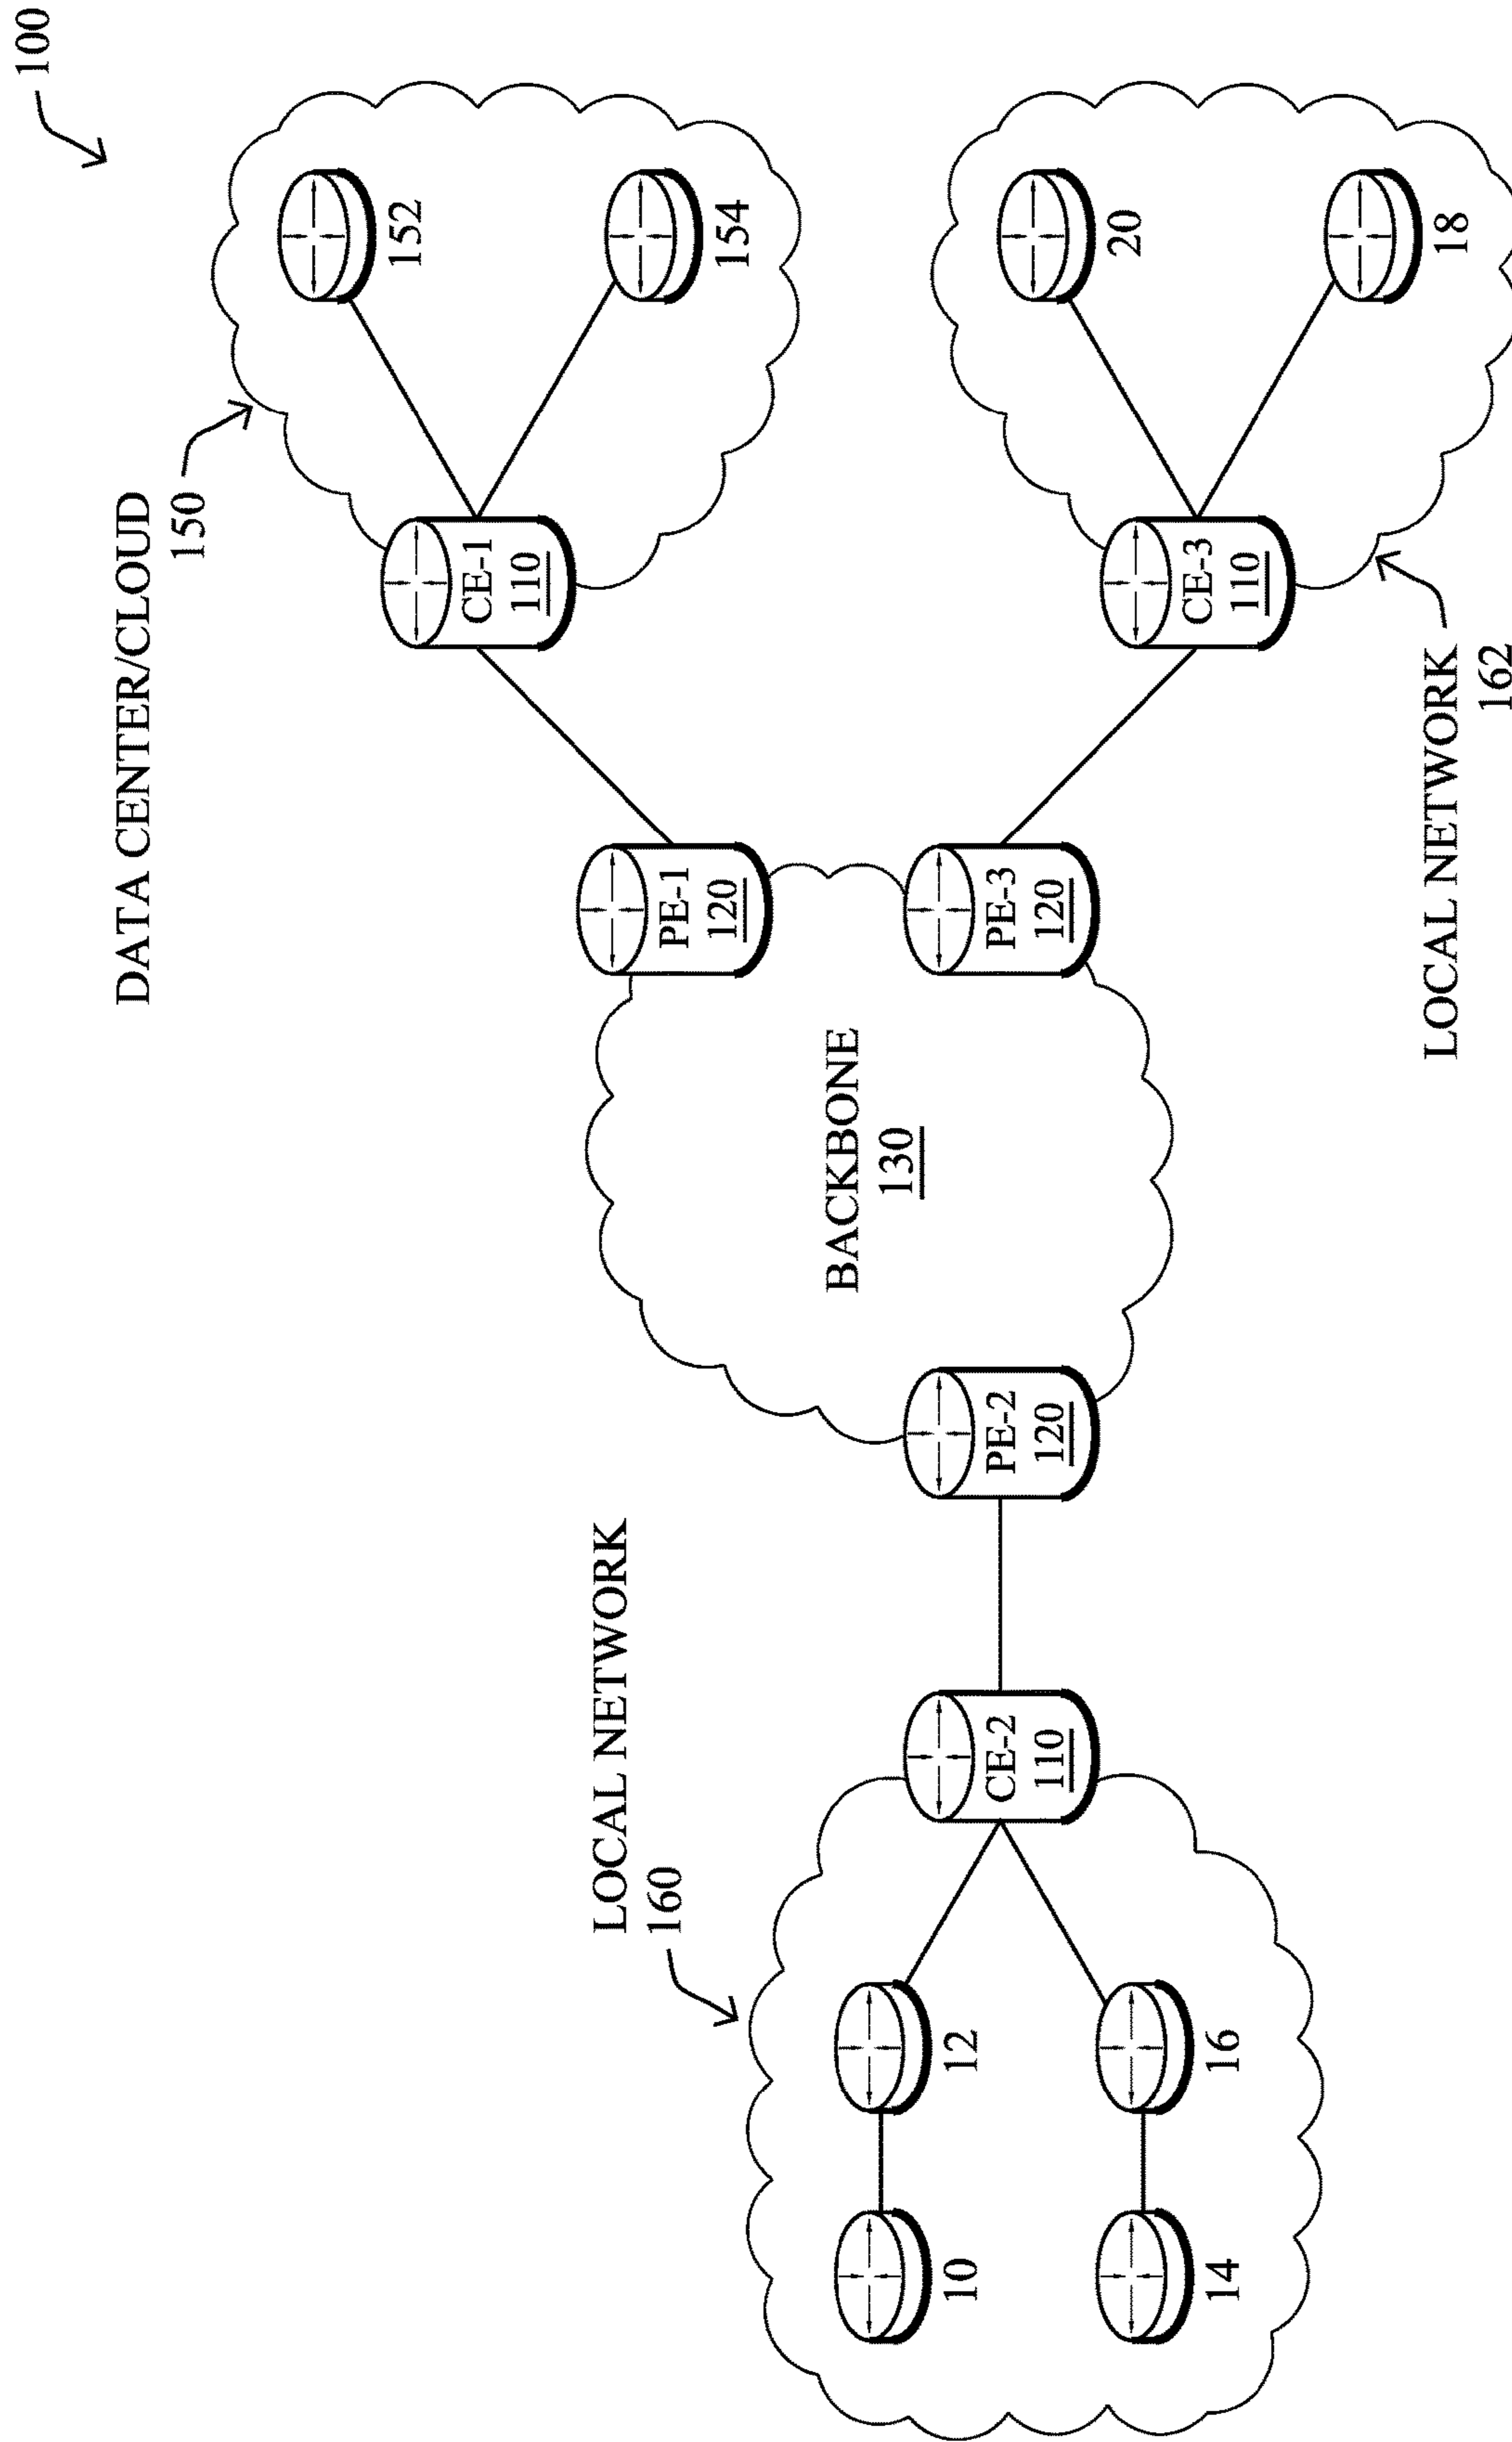 100
DATA CENTER/CLOUD
150
152
CE-1
110
154
LOCAL NETWORK
160
PE-1
120
BACKBONE
130
10
12
CE-2
110
PE-2
120
PE-3
120
20
14
16
CE-3
110
18
LOCAL NETWORK
162